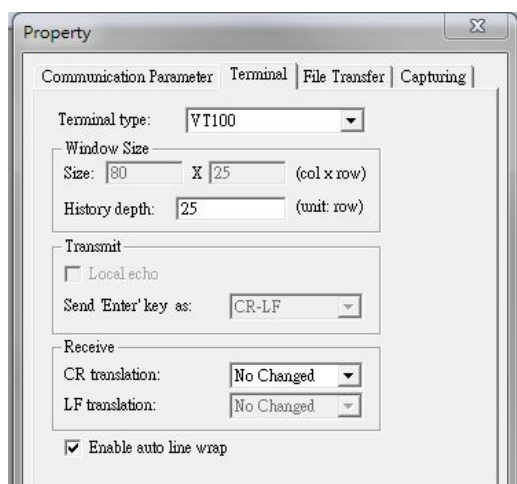 Property
Communication Parameter Terminal File Transfer Capturing
Terminal type: VT100
Window Size
Size: 80 X 25 (col x row)
History depth: 25 (unit: row)
Transmit
Local echo
Send 'Enter' key as: CR-LF
Receive
CR translation: No Changed
LF translation: No Changed
Enable auto line wrap